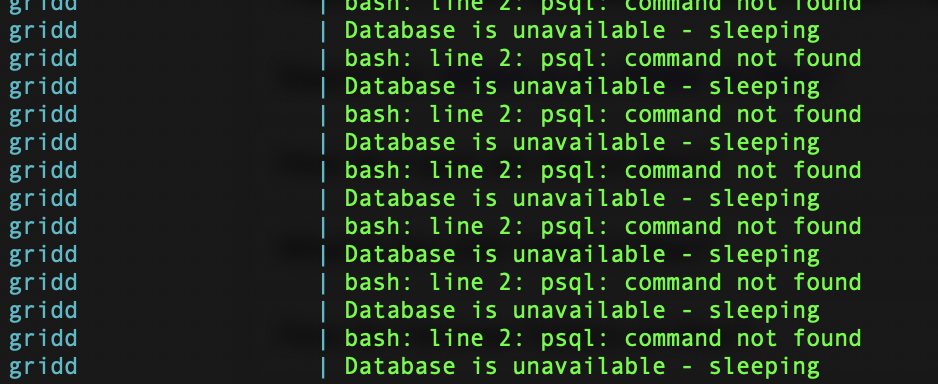 gridd | bash: line 2: psql: command not found
gridd | Database is unavailable - sleeping
gridd | bash: line 2: psql: command not found
gridd | Database is unavailable - sleeping
gridd | bash: line 2: psql: command not found
gridd | Database is unavailable - sleeping
gridd | bash: line 2: psql: command not found
gridd | Database is unavailable - sleeping
gridd | bash: line 2: psql: command not found
gridd | Database is unavailable - sleeping
gridd | bash: line 2: psql: command not found
gridd | Database is unavailable - sleeping
gridd | bash: line 2: psql: command not found
gridd | Database is unavailable - sleeping